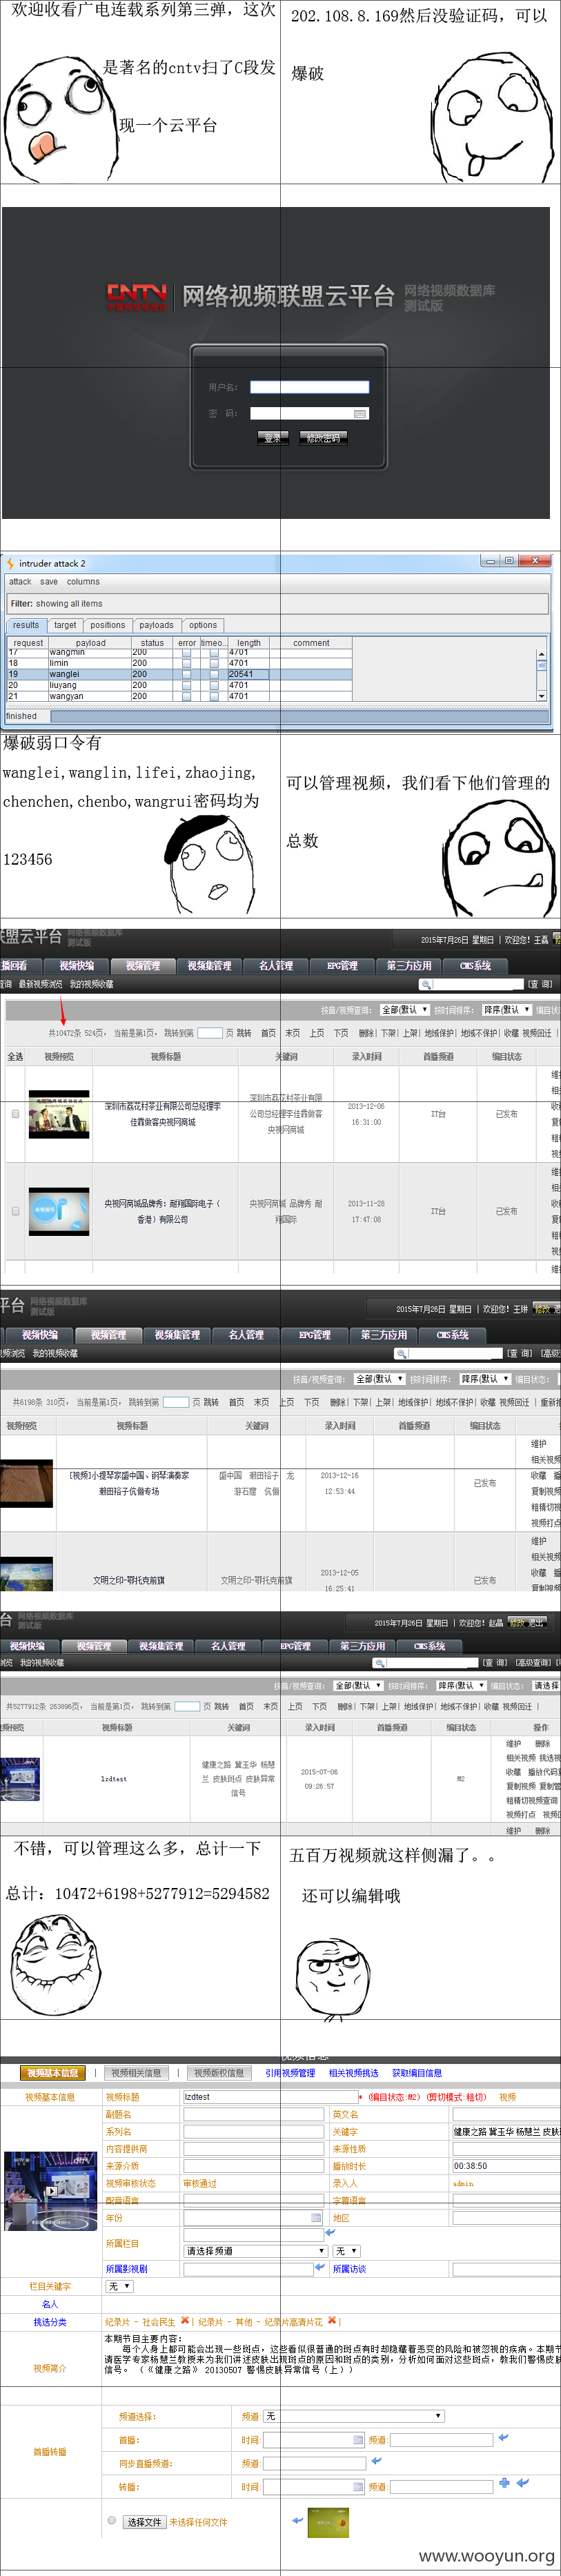 欢迎收看广电连载系列第三弹，这次
是著名的cntv扫了C段发
现一个云平台
202.108.8.169然后没验证码，可以
爆破
CNTV 网络视频联盟云平台 网络视频数据库
测试版
用户名:
密 码:
登录 修改密码
intruder attack 2
attack save columns
Filter: showing all items
results target positions payloads options
request payload status error timeo... length comment
17 wangmin 200 4701
18 limin 200 4701
19 wanglei 200 20541
20 liuyang 200 4701
21 wangyan 200 4701
finished
爆破弱口令有
wanglei,wanglin,lifei,zhaojing,
chenchen,chenbo,wangrui密码均为
123456
可以管理视频，我们看下他们管理的
总数
联盟云平台 网络视频数据库
测试版
2015年7月26日 星期日 | 欢迎您! 王磊
播回看 视频快编 视频管理 视频集管理 名人管理 EPG管理 第三方应用 CMS系统
查询 最新视频浏览 我的视频收藏 [查 询]
按音/视频查询: 全部(默认 按时间排序: 降序(默认 编目状态
共10472条 524页, 当前是第1页, 跳转到第 页 跳转 首页 末页 上页 下页 删除| 下架| 上架| 地域保护| 地域不保护| 收藏 视频回迁 |
全选 视频预览 视频标题 关键词 录入时间 首播频道 编目状态
深圳市荔花村茶业有限公司总经理李佳霖做客央视网商城
深圳市荔花村茶业有限公司总经理李佳霖做客央视网商城
2013-12-06 16:31:00
IT台
已发布
央视网商城品牌秀: 耐翔国际电子（香港）有限公司
央视网商城 品牌秀 耐翔国际
2013-11-28 17:47:08
IT台
已发布
平台 网络视频数据库
测试版
2015年7月26日 星期日 | 欢迎您! 王琳 修改
视频快编 视频管理 视频集管理 名人管理 EPG管理 第三方应用 CMS系统
视频浏览 我的视频收藏 [查 询] [高级查
按音/视频查询: 全部(默认 按时间排序: 降序(默认 编目状态:
共6198条 310页, 当前是第1页, 跳转到第 页 跳转 首页 末页 上页 下页 删除| 下架| 上架| 地域保护| 地域不保护| 收藏 视频回迁 | 重新
视频预览 视频标题 关键词 录入时间 首播频道 编目状态
[视频]小提琴家盛中国、钢琴演奏家濑田裕子伉俪专场
盛中国 濑田裕子 龙游石窟 伉俪
2013-12-16 12:53:44
已发布
维护
相关视频
收藏 播
复制视频
粗精切视
视频打点
文明之印-鄂托克前旗
文明之印-鄂托克前旗
2013-12-05 16:25:41
已发布
维护
相关视频
收藏 播
复制视频
台 网络视频数据库
测试版
2015年7月26日 星期日 | 欢迎您! 赵晶 修改 退出
视频快编 视频管理 视频集管理 名人管理 EPG管理 第三方应用 CMS系统
浏览 我的视频收藏 [查 询] [高级查询]
按音/视频查询: 全部(默认 按时间排序: 降序(默认 编目状态: 请选择
共5277912条 263896页, 当前是第1页, 跳转到第 页 跳转 首页 末页 上页 下页 删除| 下架| 上架| 地域保护| 地域不保护| 收藏 视频回迁 |
视频预览 视频标题 关键词 录入时间 首播频道 编目状态 操作
lzdtest
健康之路 冀玉华 杨慧兰 皮肤斑点 皮肤异常信号
2015-07-06 09:26:57
M2
维护 删除
相关视频 挑选视
收藏 播放代码
复制视频 复制管
粗精切视频查询
视频打点 视频
维护 删除
不错，可以管理这么多，总计一下
总计：10472+6198+5277912=5294582
五百万视频就这样侧漏了。。
还可以编辑哦
视频信息
视频基本信息 | 视频相关信息 | 视频版权信息 引用视频管理 相关视频挑选 获取编目信息
视频基本信息 视频标题 lzdtest * (编目状态:M2) (剪切模式:粗切) 视频
副题名 英文名
系列名 关键字 健康之路 冀玉华 杨慧兰 皮肤
内容提供商 来源性质
来源介质 播放时长 00:38:50
视频审核状态 审核通过 录入人 admin
配音语言 字幕语言
年份 地区
所属栏目 请选择频道 无
所属影视剧 所属访谈
栏目关键字 无
名人
挑选分类 纪录片 - 社会民生 | 纪录片 - 其他 - 纪录片高清片花 |
视频简介
本期节目主要内容:
每个人身上都可能会出现一些斑点，这些看似很普通的斑点有时却隐藏着恶变的风险和被忽视的疾病。本期节
请医学专家杨慧兰教授来为我们讲述皮肤出现斑点的原因和斑点的类别，分析如何面对这些斑点，教我们警惕皮肤
信号。（《健康之路》 20130507 警惕皮肤异常信号（上））
首播转播
频道选择: 频道: 无
首播: 时间: 频道:
同步直播频道: 频道:
转播: 时间: 频道:
选择文件 未选择任何文件
www.wooyun.org